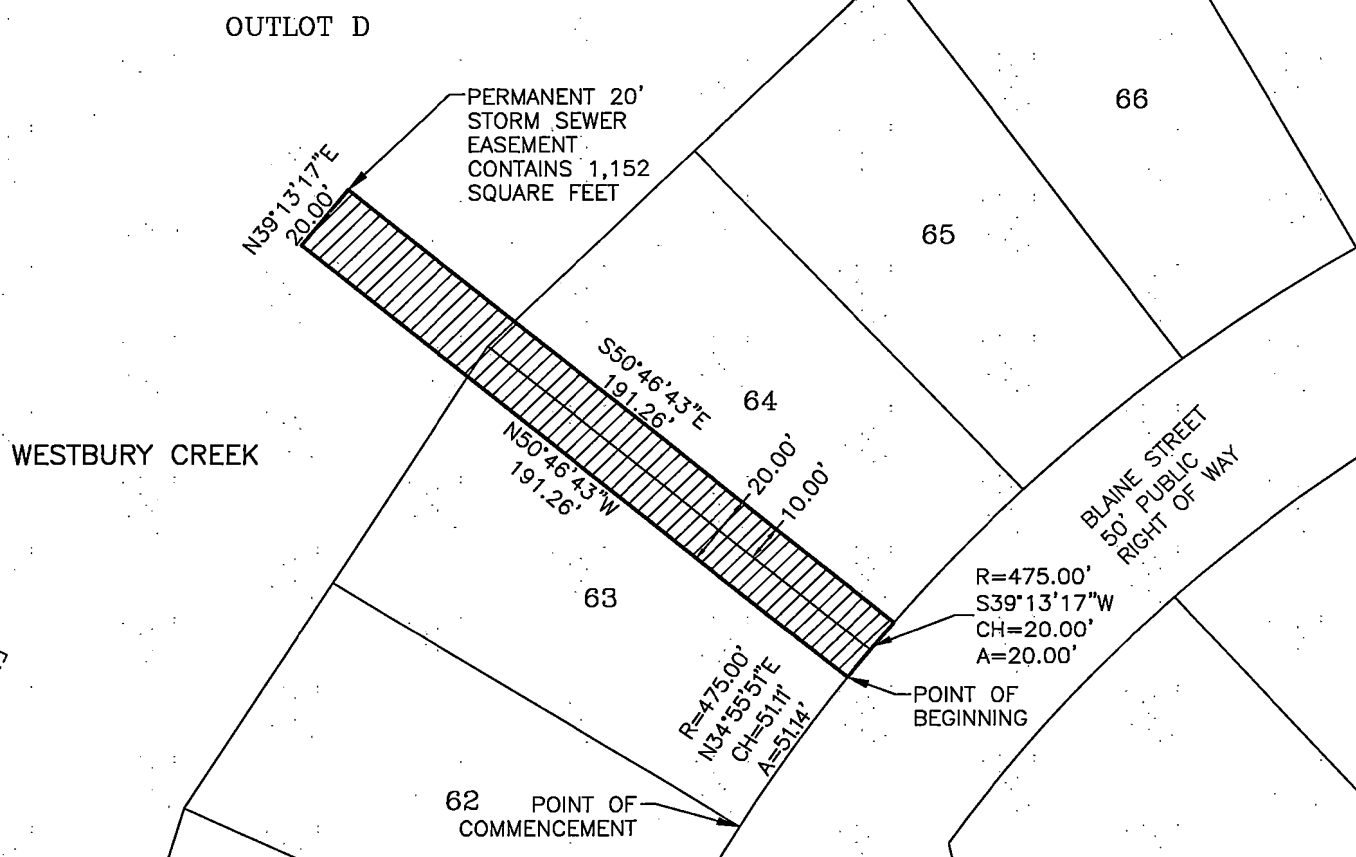 OUTLOT D
PERMANENT 20'
STORM SEWER
EASEMENT
CONTAINS 1,152
SQUARE FEET
66
N39°13'17"E
20.00'
65
S50°46'43"E
191.26'
64
WESTBURY CREEK
N50°46'43"W
191.26'
20.00'
10.00'
BLAINE STREET
50' PUBLIC
RIGHT OF WAY
63
R=475.00'
S39°13'17"W
CH=20.00'
A=20.00'
R=475.00'
N34°55'51"E
CH=51.11'
A=51.14'
POINT OF
BEGINNING
62
POINT OF
COMMENCEMENT